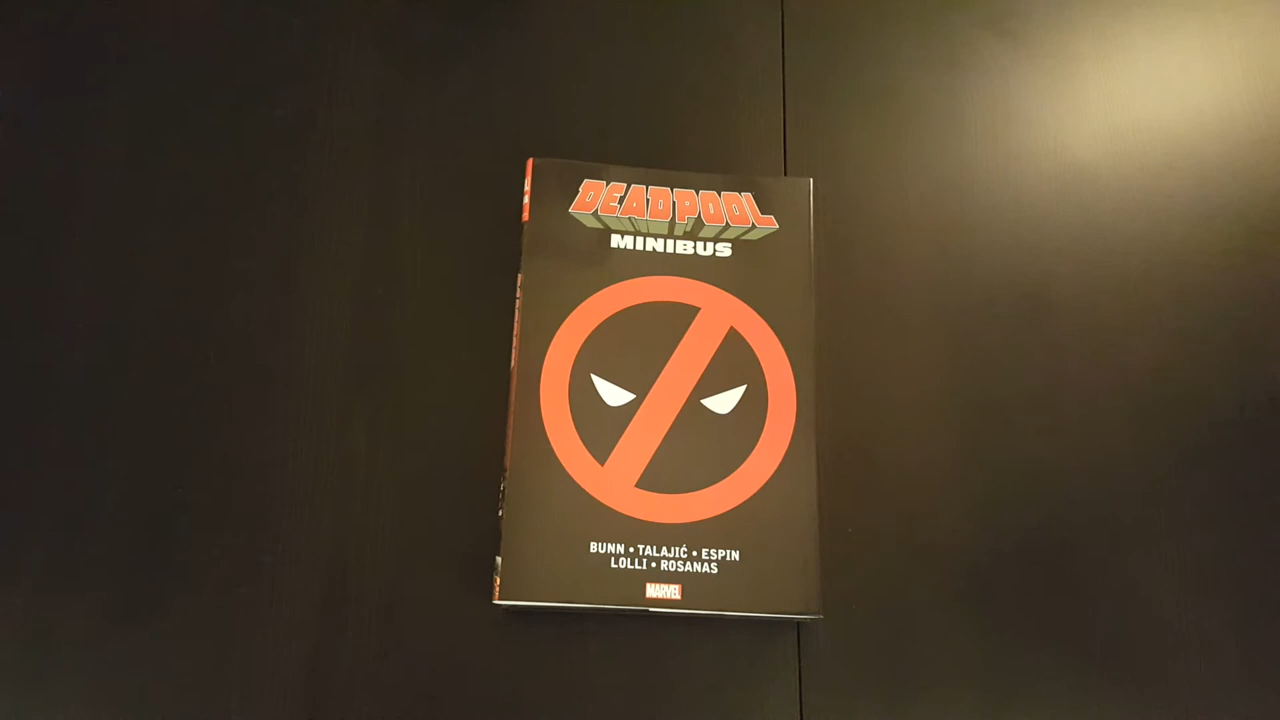 DEADPOOL
MINIBUS
BUNN • TALAJIĆ • ESPIN
LOLLI • ROSANAS
MARVEL